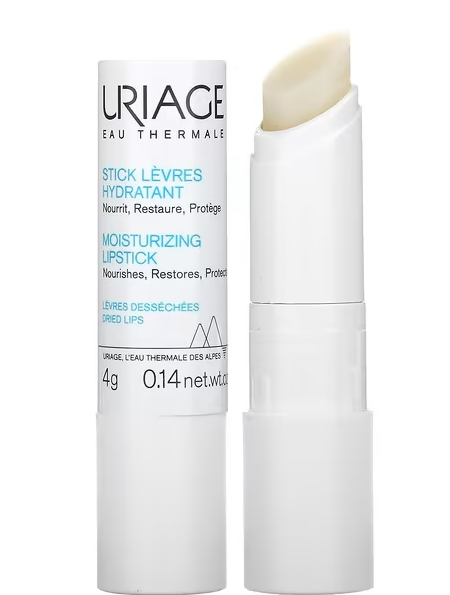 URIAGE
EAU THERMALE
STICK LÈVRES
HYDRATANT
Nourrit, Restaure, Protège
MOISTURIZING
LIPSTICK
Nourishes, Restores, Protect
LÈVRES DESSÉCHÉES
DRIED LIPS
URIAGE, L'EAU THERMALE DES ALPES
4g 0.14 net.wt.oz